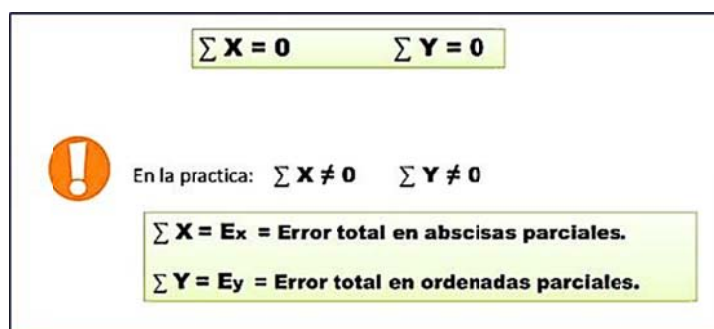 ∑ X = 0 ∑ Y = 0
En la practica: ∑ X ≠ 0 ∑ Y ≠ 0
∑ X = Ex = Error total en abscisas parciales.
∑ Y = Ey = Error total en ordenadas parciales.